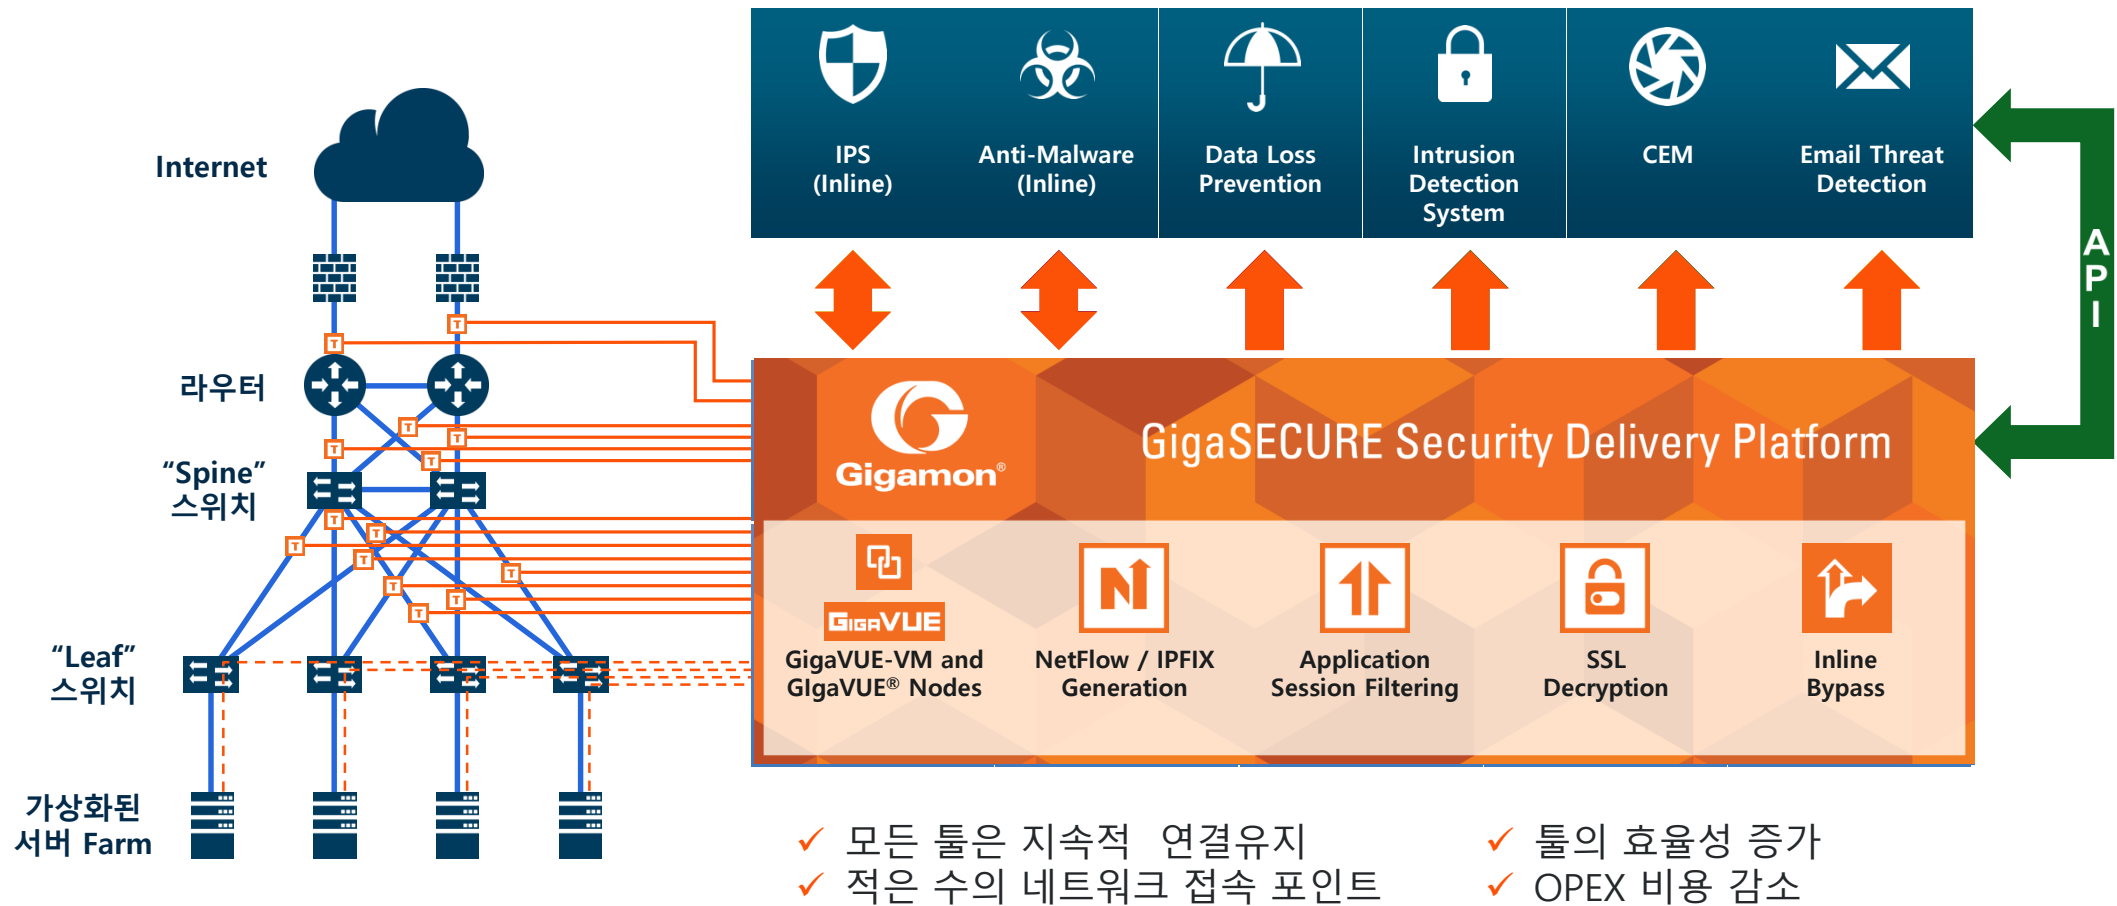 IPS
(Inline)
Anti-Malware
(Inline)
Data Loss
Prevention
Intrusion
Detection
System
CEM
Email Threat
Detection
A
P
I
Internet
라우터
“Spine”
스위치
“Leaf”
스위치
가상화된
서버 Farm
T
T
T
T
T
T
T
T
T
T
T
T
T
T
Gigamon®
GigaSECURE Security Delivery Platform
GIGAVUE
GigaVUE-VM and
GIgaVUE® Nodes
N
NetFlow / IPFIX
Generation
Application
Session Filtering
SSL
Decryption
Inline
Bypass
✓ 모든 툴은 지속적 연결유지
✓ 적은 수의 네트워크 접속 포인트
✓ 툴의 효율성 증가
✓ OPEX 비용 감소